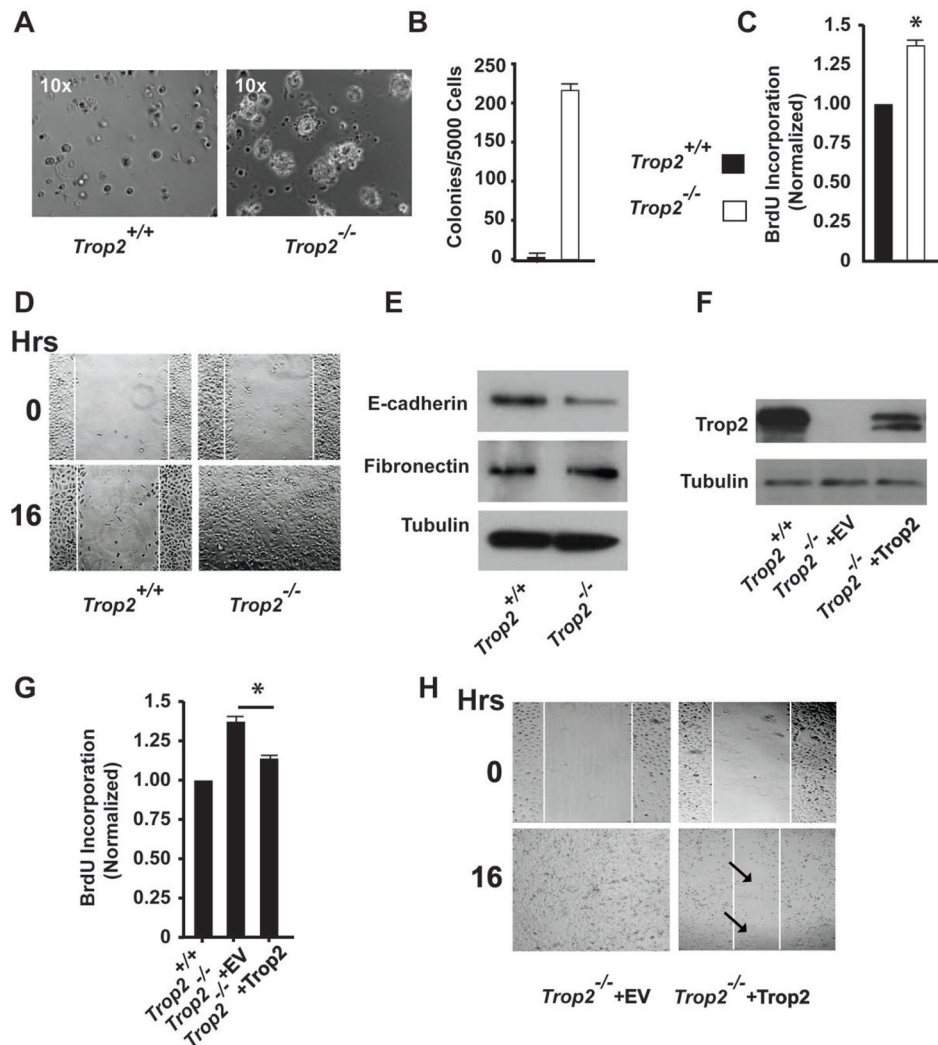 A
10x
10x
Trop2+/+
Trop2-/-
B
Colonies/5000 Cells
250
200
150
100
50
0
Trop2+/+
Trop2-/-
C
*
BrdU Incorporation
(Normalized)
1.5
1.25
1.00
0.75
0.50
0.25
0
D
Hrs
0
16
Trop2+/+
Trop2-/-
E
E-cadherin
Fibronectin
Tubulin
Trop2+/+
Trop2-/-
F
Trop2
Tubulin
Trop2+/+
Trop2-/-+EV
Trop2-/-+Trop2
G
*
BrdU Incorporation
(Normalized)
1.5
1.25
1.00
0.75
0.50
0.25
0
Trop2+/+
Trop2-/-+EV
Trop2-/-+Trop2
H
Hrs
0
16
Trop2-/-+EV
Trop2-/-+Trop2